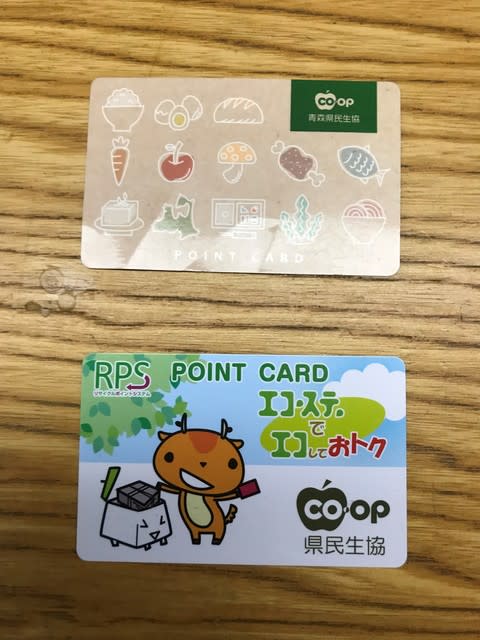 CO・OP
青森県民生協
POINT CARD
RPS
リサイクルポイントシステム
POINT CARD
エコ・ステ
で
エコしておトク
CO・OP
県民生協